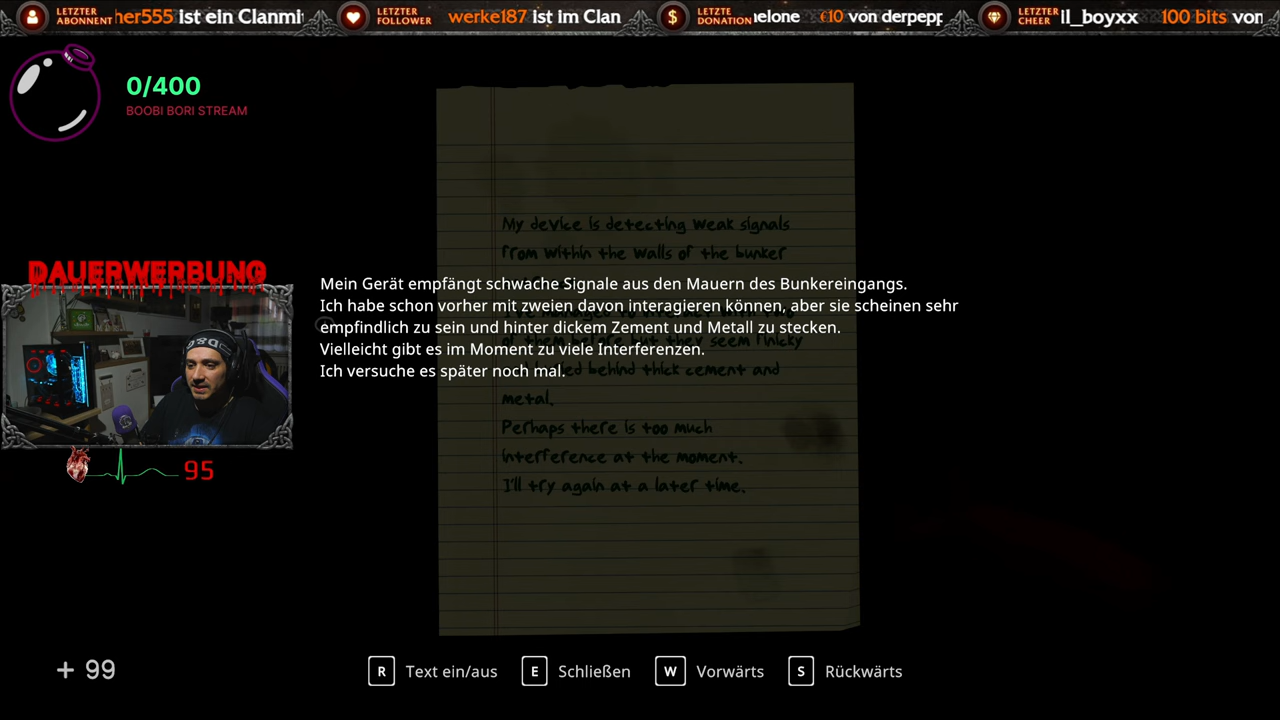 LETZTER ABONNENT
her555 ist ein Clanmi
LETZTER FOLLOWER
werke187 ist im Clan
LETZTE DONATION
elone €10 von derpepp
LETZTER CHEER
il_boyxx 100 bits von
0/400
BOOBI BORI STREAM
DAUERWERBUNG
95
My device is detecting weak signals
from within the walls of the bunker
Mein Gerät empfängt schwache Signale aus den Mauern des Bunkereingangs.
Ich habe schon vorher mit zweien davon interagieren können, aber sie scheinen sehr
empfindlich zu sein und hinter dickem Zement und Metall zu stecken.
Vielleicht gibt es im Moment zu viele Interferenzen.
Ich versuche es später noch mal.
of them before but they seem finicky
behind thick cement and
metal.
Perhaps there is too much
interference at the moment.
I'll try again at a later time.
+ 99
R Text ein/aus E Schließen W Vorwärts S Rückwärts